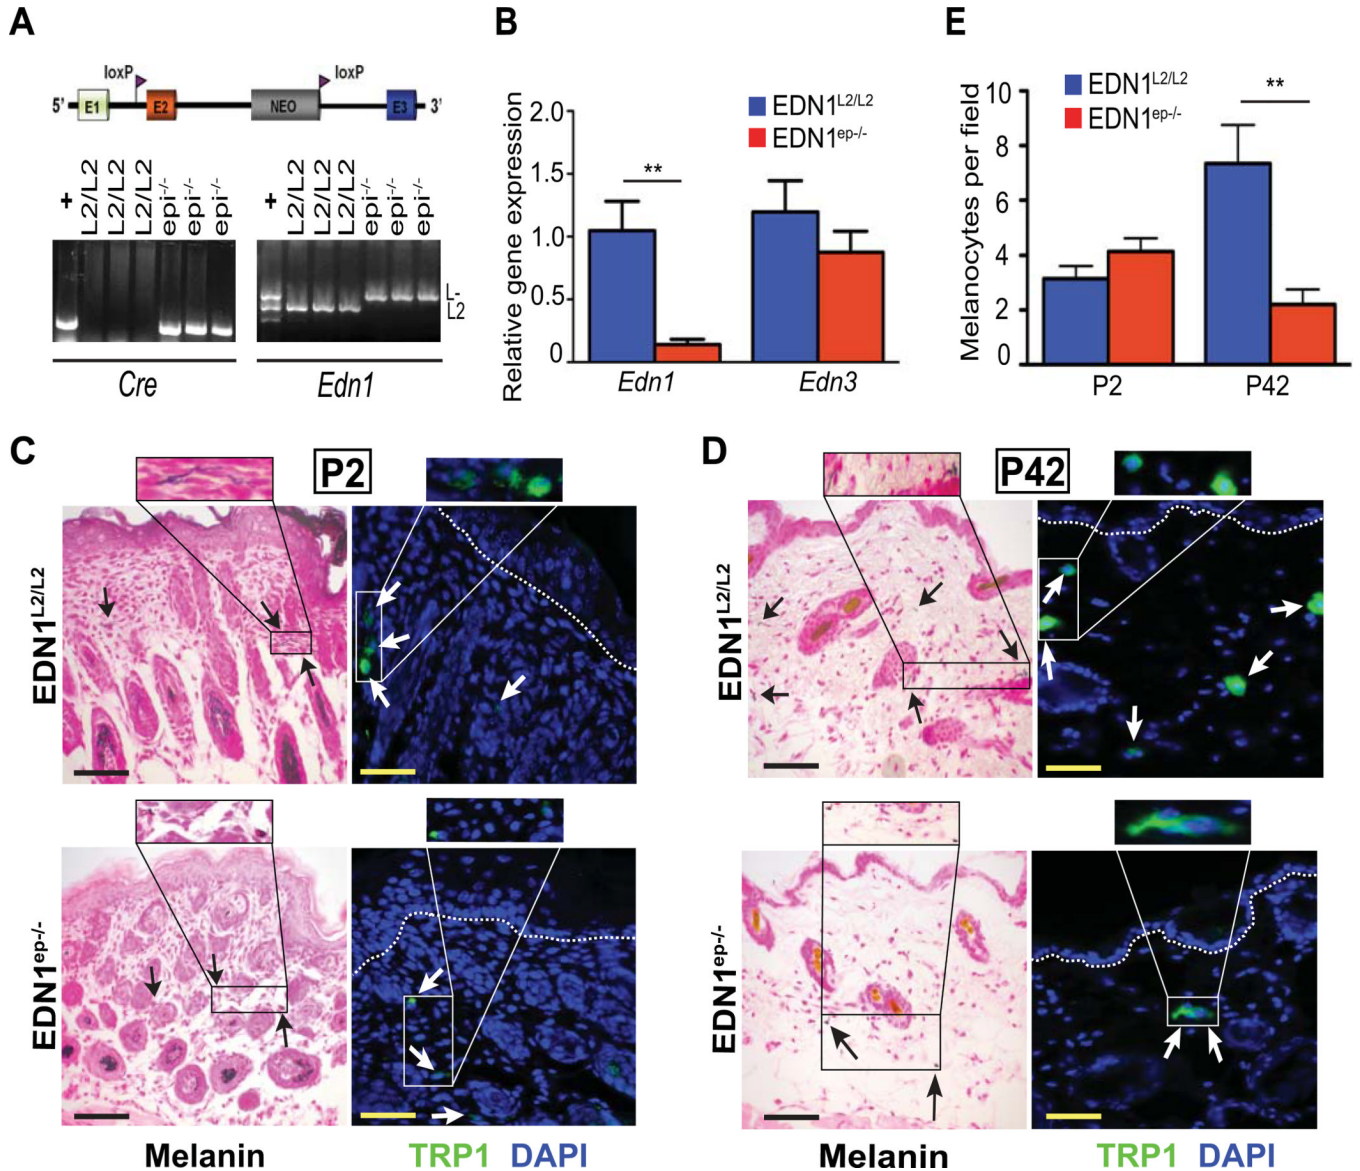 A
loxP
loxP
5' E1 E2 NEO E3 3'
+ L2/L2 L2/L2 L2/L2 epi-/- epi-/- epi-/-
+ L2/L2 L2/L2 L2/L2 epi-/- epi-/- epi-/-
L-
L2
Cre
Edn1
B
EDN1L2/L2
EDN1ep-/-
Relative gene expression
2.0
1.5
1.0
0.5
0
**
Edn1
Edn3
E
EDN1L2/L2
EDN1ep-/-
Melanocytes per field
10
8
6
4
2
0
**
P2
P42
C
P2
EDN1L2/L2
EDN1ep-/-
Melanin
TRP1 DAPI
D
P42
EDN1L2/L2
EDN1ep-/-
Melanin
TRP1 DAPI